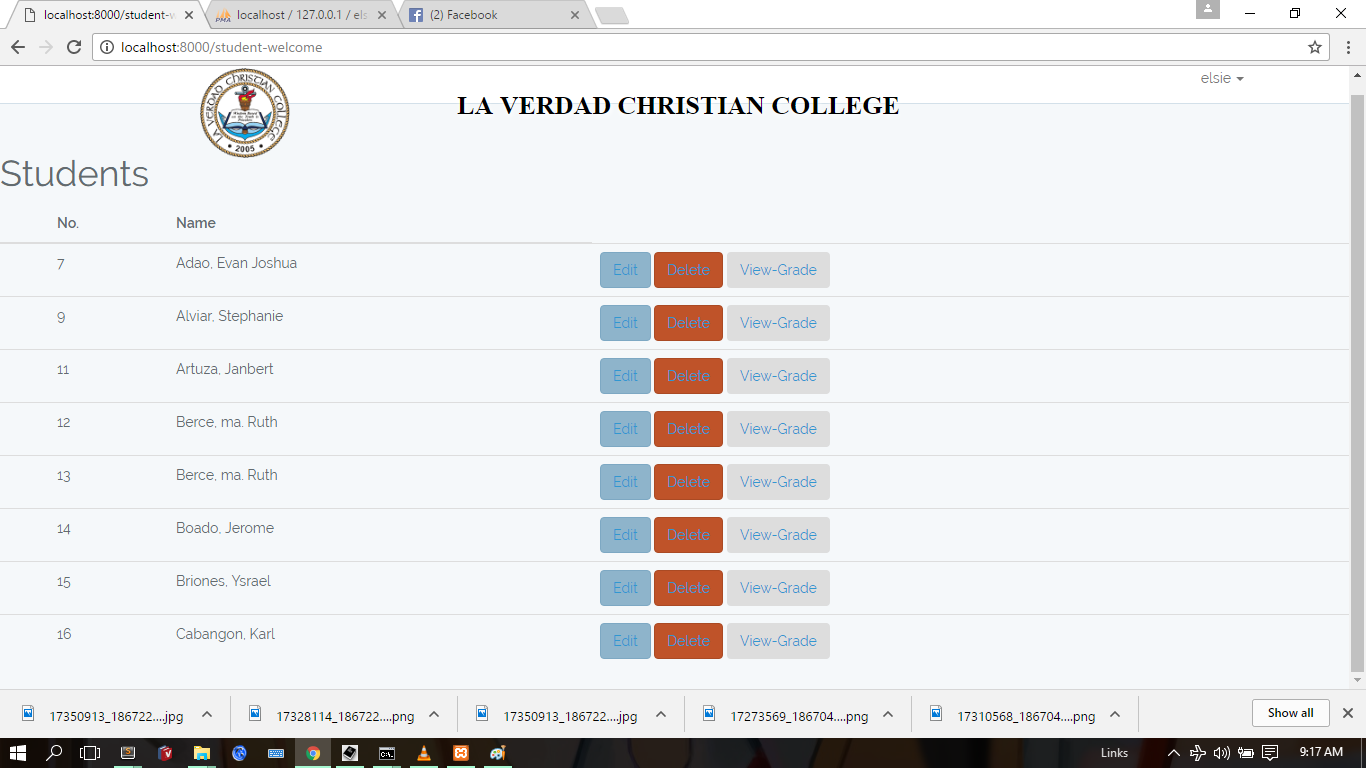 localhost:8000/student-w
localhost / 127.0.0.1 / els
(2) Facebook
localhost:8000/student-welcome
elsie
LA VERDAD CHRISTIAN COLLEGE
2005
LA VERDAD CHRISTIAN COLLEGE
Students
No. Name
7 Adao, Evan Joshua Edit Delete View-Grade
9 Alviar, Stephanie Edit Delete View-Grade
11 Artuza, Janbert Edit Delete View-Grade
12 Berce, ma. Ruth Edit Delete View-Grade
13 Berce, ma. Ruth Edit Delete View-Grade
14 Boado, Jerome Edit Delete View-Grade
15 Briones, Ysrael Edit Delete View-Grade
16 Cabangon, Karl Edit Delete View-Grade
17350913_186722....jpg 17328114_186722....png 17350913_186722....jpg 17273569_186704....png 17310568_186704....png Show all
Links 9:17 AM